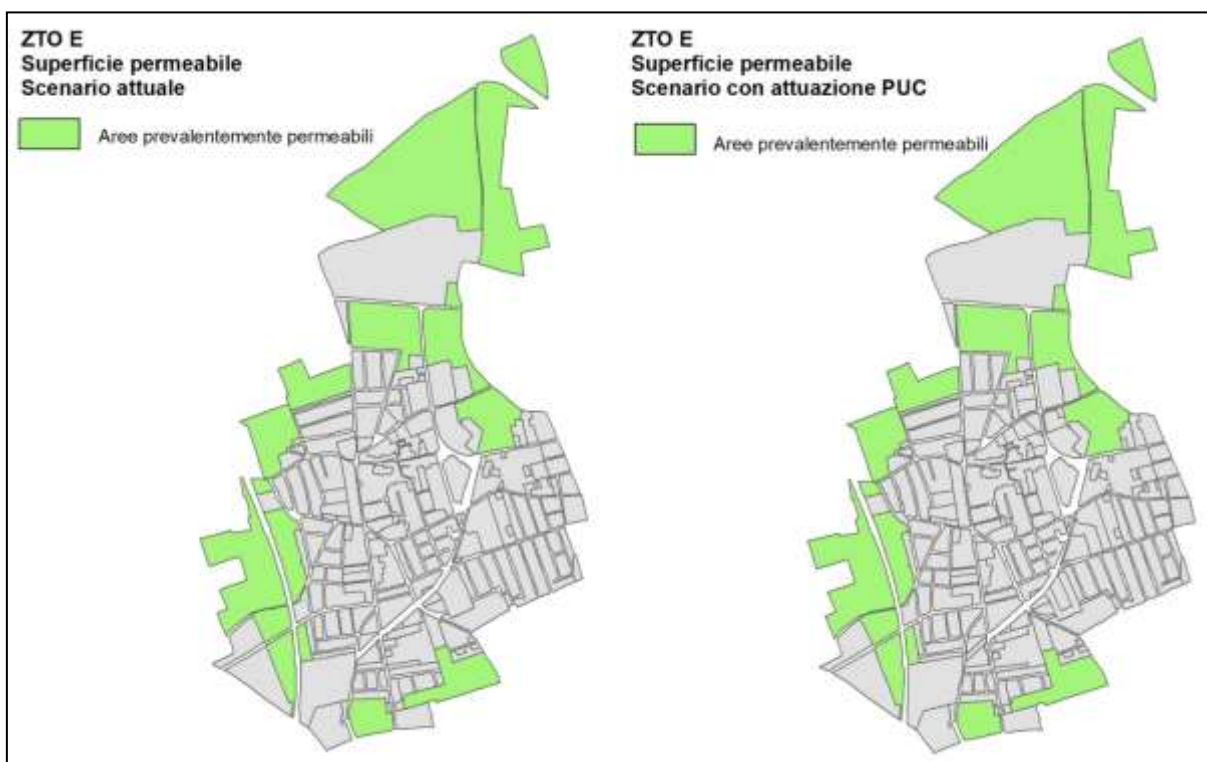 ZTO E
Superficie permeabile
Scenario attuale
Aree prevalentemente permeabili
ZTO E
Superficie permeabile
Scenario con attuazione PUC
Aree prevalentemente permeabili